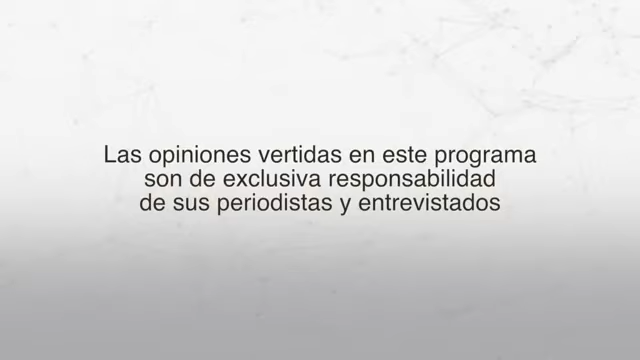 Las opiniones vertidas en este programa
son de exclusiva responsabilidad
de sus periodistas y entrevistados